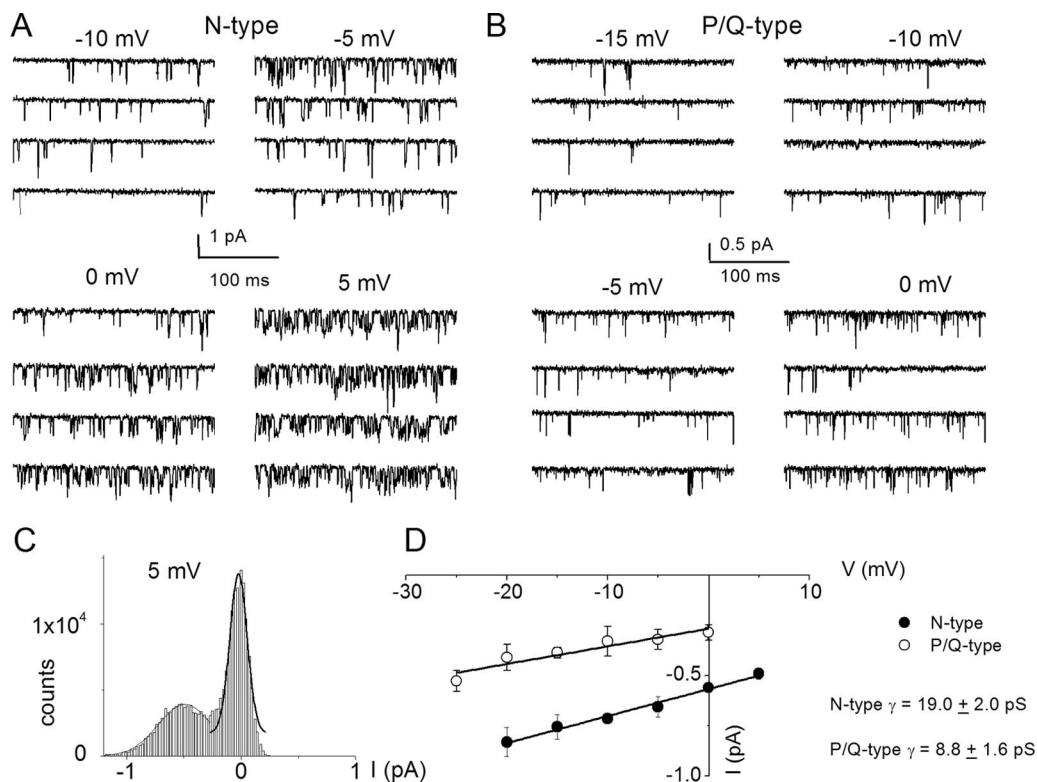 A
N-type
B
P/Q-type
-10 mV
-5 mV
-15 mV
-10 mV
1 pA
100 ms
0.5 pA
100 ms
0 mV
5 mV
-5 mV
0 mV
C
5 mV
1x10⁴
counts
0
-1
0
1
I (pA)
D
-30
-20
-10
10
V (mV)
-0.5
-1.0
I (pA)
N-type
P/Q-type
N-type γ = 19.0 ± 2.0 pS
P/Q-type γ = 8.8 ± 1.6 pS